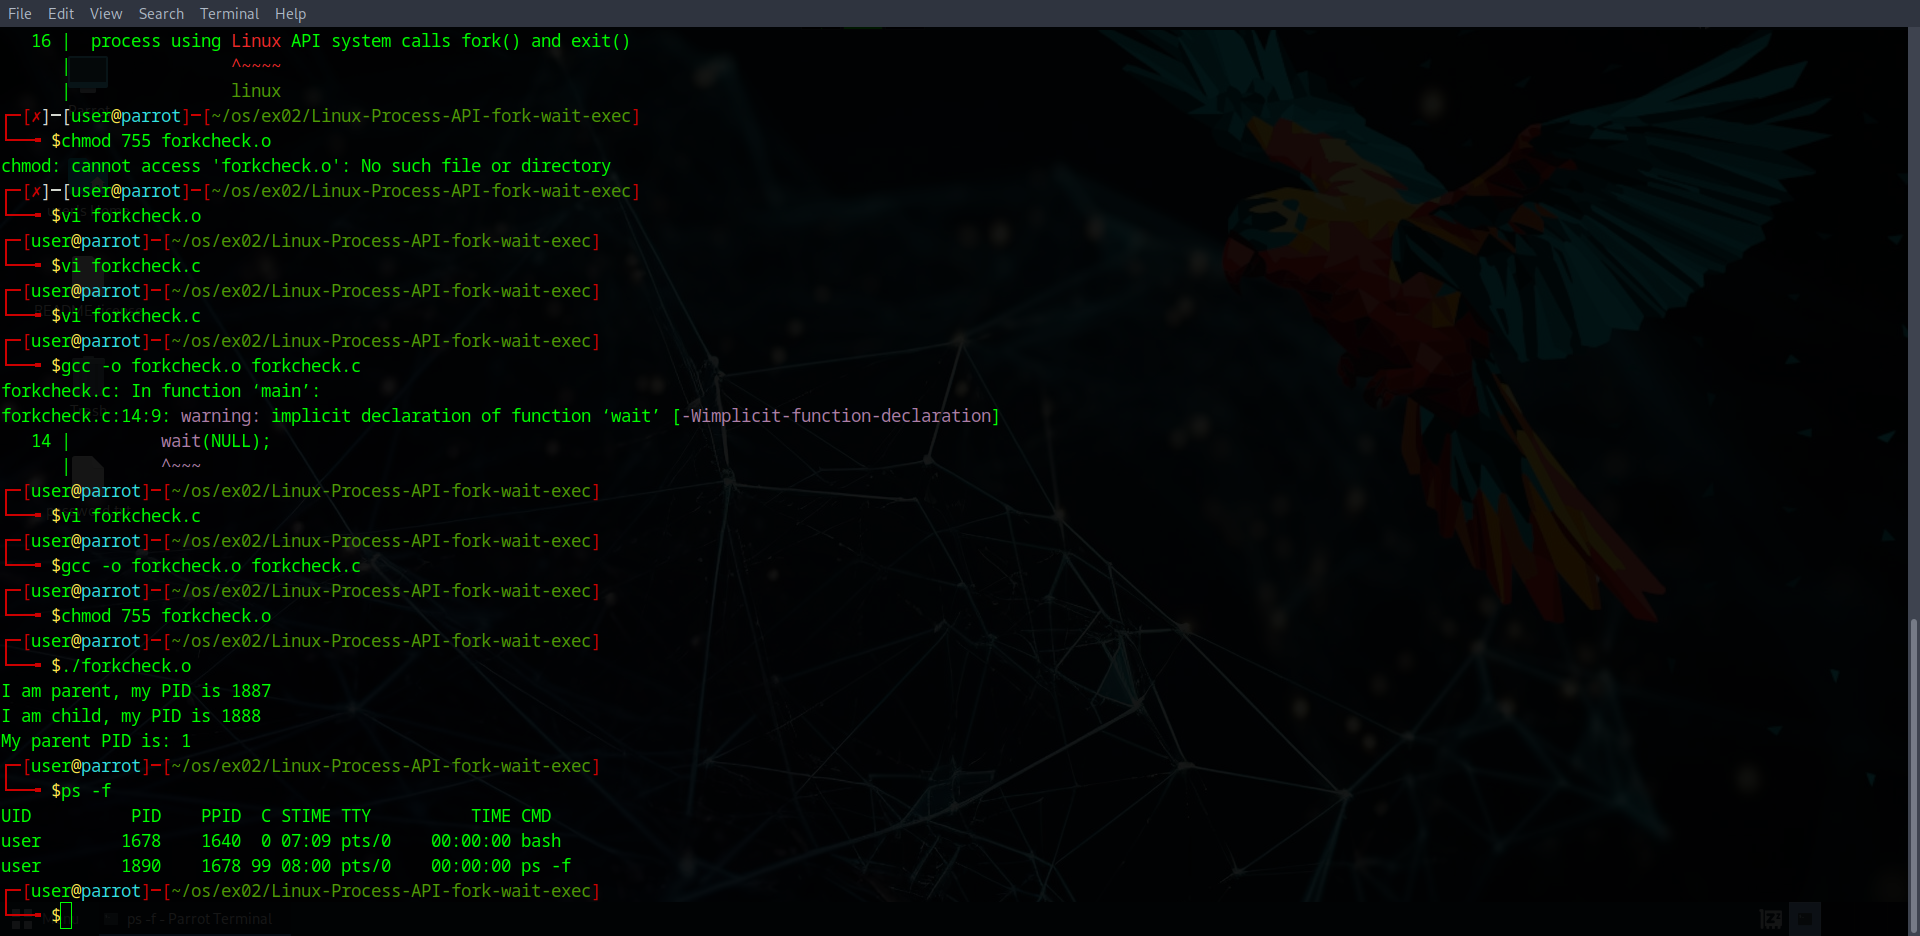 File Edit View Search Terminal Help
16 | process using Linux API system calls fork() and exit()
| ^~~~~
| linux
┌─[✗]─[user@parrot]─[~/os/ex02/Linux-Process-API-fork-wait-exec]
└──╼ $chmod 755 forkcheck.o
chmod: cannot access 'forkcheck.o': No such file or directory
┌─[✗]─[user@parrot]─[~/os/ex02/Linux-Process-API-fork-wait-exec]
└──╼ $vi forkcheck.o
┌─[user@parrot]─[~/os/ex02/Linux-Process-API-fork-wait-exec]
└──╼ $vi forkcheck.c
┌─[user@parrot]─[~/os/ex02/Linux-Process-API-fork-wait-exec]
└──╼ $vi forkcheck.c
┌─[user@parrot]─[~/os/ex02/Linux-Process-API-fork-wait-exec]
└──╼ $gcc -o forkcheck.o forkcheck.c
forkcheck.c: In function ‘main’:
forkcheck.c:14:9: warning: implicit declaration of function ‘wait’ [-Wimplicit-function-declaration]
14 | wait(NULL);
| ^~~~
┌─[user@parrot]─[~/os/ex02/Linux-Process-API-fork-wait-exec]
└──╼ $vi forkcheck.c
┌─[user@parrot]─[~/os/ex02/Linux-Process-API-fork-wait-exec]
└──╼ $gcc -o forkcheck.o forkcheck.c
┌─[user@parrot]─[~/os/ex02/Linux-Process-API-fork-wait-exec]
└──╼ $chmod 755 forkcheck.o
┌─[user@parrot]─[~/os/ex02/Linux-Process-API-fork-wait-exec]
└──╼ $./forkcheck.o
I am parent, my PID is 1887
I am child, my PID is 1888
My parent PID is: 1
┌─[user@parrot]─[~/os/ex02/Linux-Process-API-fork-wait-exec]
└──╼ $ps -f
UID PID PPID C STIME TTY TIME CMD
user 1678 1640 0 07:09 pts/0 00:00:00 bash
user 1890 1678 99 08:00 pts/0 00:00:00 ps -f
┌─[user@parrot]─[~/os/ex02/Linux-Process-API-fork-wait-exec]
└──╼ $
ps -f - Parrot Terminal